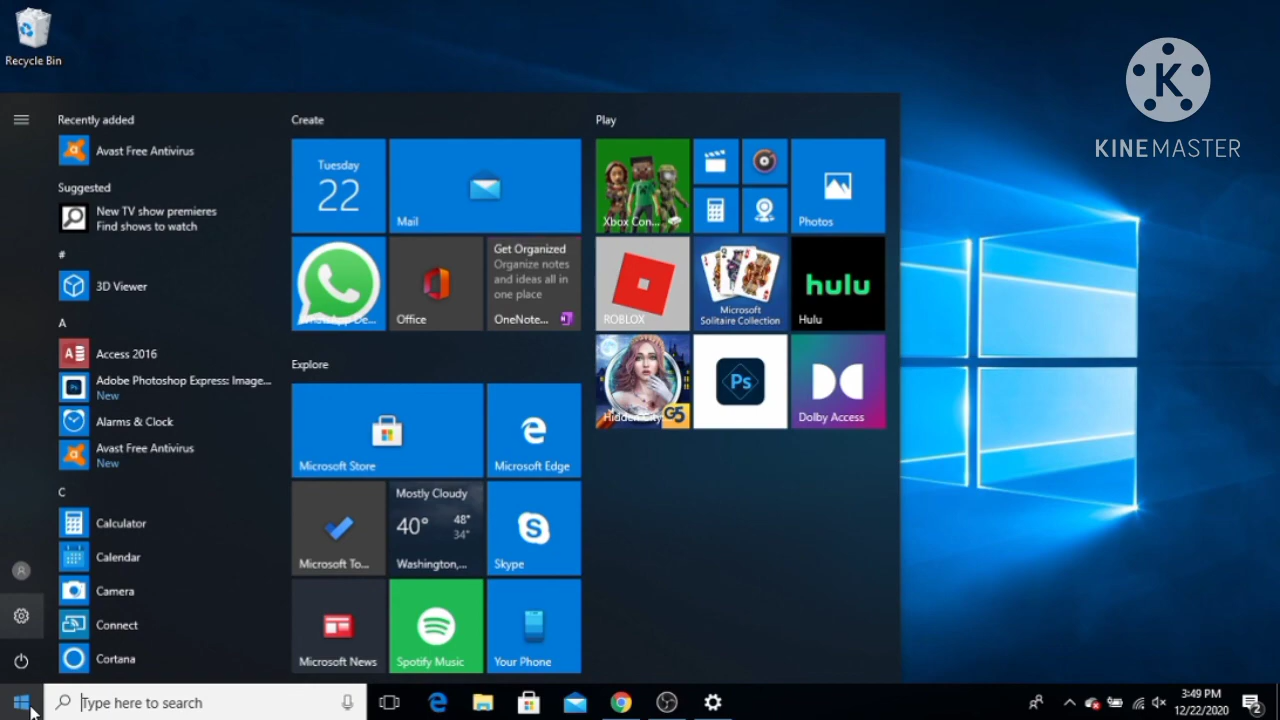 Recycle Bin
K
KINEMASTER
Recently added
Avast Free Antivirus
Suggested
New TV show premieres
Find shows to watch
#
3D Viewer
A
Access 2016
Adobe Photoshop Express: Image...
New
Alarms & Clock
Avast Free Antivirus
New
C
Calculator
Calendar
Camera
Connect
Cortana
Create
Tuesday
22
Mail
WhatsApp De...
Office
Get Organized
Organize notes
and ideas all in
one place
OneNote...
Explore
Microsoft Store
Microsoft Edge
Microsoft To...
Mostly Cloudy
40° 48°
34°
Washington,...
Skype
Microsoft News
Spotify Music
Your Phone
Play
Xbox Con...
Photos
ROBLOX
Microsoft
Solitaire Collection
hulu
Hulu
Hidden City
G5
Ps
Dolby Access
Type here to search
3:49 PM
12/22/2020
2